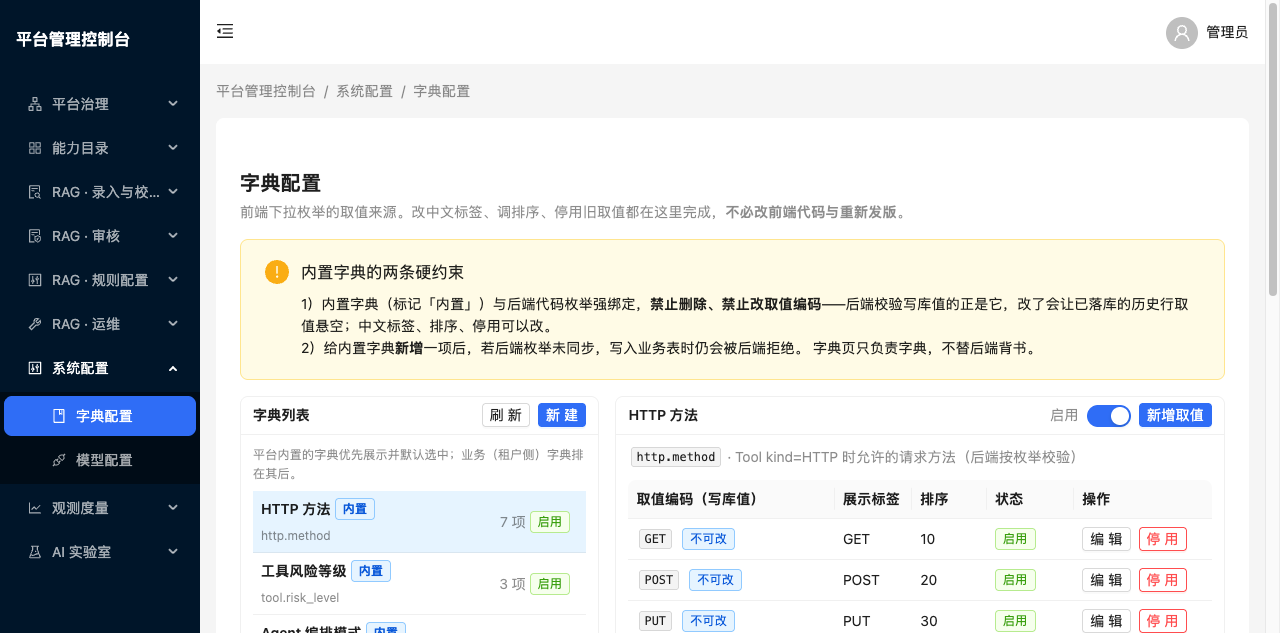 平台管理控制台
管理员
平台治理
能力目录
RAG · 录入与校...
RAG · 审核
RAG · 规则配置
RAG · 运维
系统配置
字典配置
模型配置
观测度量
AI 实验室
平台管理控制台 / 系统配置 / 字典配置
字典配置
前端下拉枚举的取值来源。改中文标签、调排序、停用旧取值都在这里完成，不必改前端代码与重新发版。
内置字典的两条硬约束
1）内置字典（标记「内置」）与后端代码枚举强绑定，禁止删除、禁止改取值编码——后端校验写库值的正是它，改了会让已落库的历史行取
值悬空；中文标签、排序、停用可以改。
2）给内置字典新增一项后，若后端枚举未同步，写入业务表时仍会被后端拒绝。 字典页只负责字典，不替后端背书。
字典列表 刷 新 新 建
平台内置的字典优先展示并默认选中；业务（租户侧）字典排
在其后。
HTTP 方法 内置
http.method
7 项 启用
工具风险等级 内置
tool.risk_level
3 项 启用
Agent 编排模式 内置
HTTP 方法 启用 新增取值
http.method · Tool kind=HTTP 时允许的请求方法（后端按枚举校验）
取值编码（写库值） 展示标签 排序 状态 操作
GET 不可改 GET 10 启用 编 辑 停 用
POST 不可改 POST 20 启用 编 辑 停 用
PUT 不可改 PUT 30 启用 编 辑 停 用